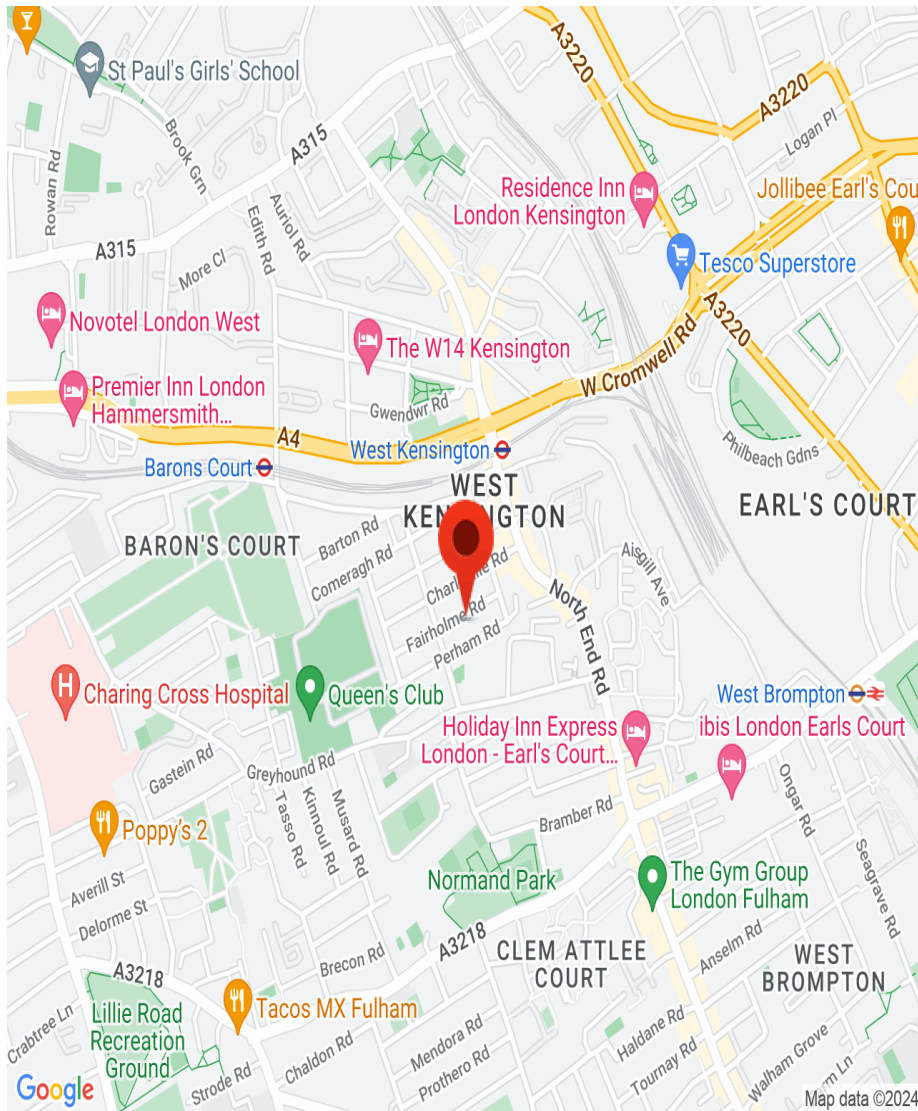 St Paul's Girls' School
A3220
A3220
Logan Pl
Brook Grn
A315
Rowan Rd
Residence Inn
London Kensington
Jollibee Earl's Cou
Auriol Rd
Edith Rd
A315
More Cl
Tesco Superstore
A3220
Novotel London West
The W14 Kensington
W Cromwell Rd
Premier Inn London
Hammersmith...
Gwendwr Rd
A4
West Kensington
Philbeach Gdns
Barons Court
WEST
EARL'S COURT
BARON'S COURT
Barton Rd
Comeragh Rd
Aisgill Ave
Fairholme Rd
North End Rd
Perham Rd
Charing Cross Hospital
Queen's Club
West Brompton
Holiday Inn Express
London - Earl's Court...
ibis London Earls Court
Gastein Rd
Greyhound Rd
Tasso Rd
Kinnoul Rd
Musard Rd
Bramber Rd
Ongar Rd
Poppy's 2
Seagrave Rd
Averill St
Normand Park
The Gym Group
London Fulham
Delorme St
A3218
CLEM ATTLEE
COURT
Anselm Rd
WEST
BROMPTON
Brecon Rd
A3218
Tacos MX Fulham
Crabtree Ln
Lillie Road
Recreation
Ground
Mendora Rd
Haldane Rd
Chaldon Rd
Prothero Rd
Tournay Rd
Walham Grove
Strode Rd
Google
Map data ©2024